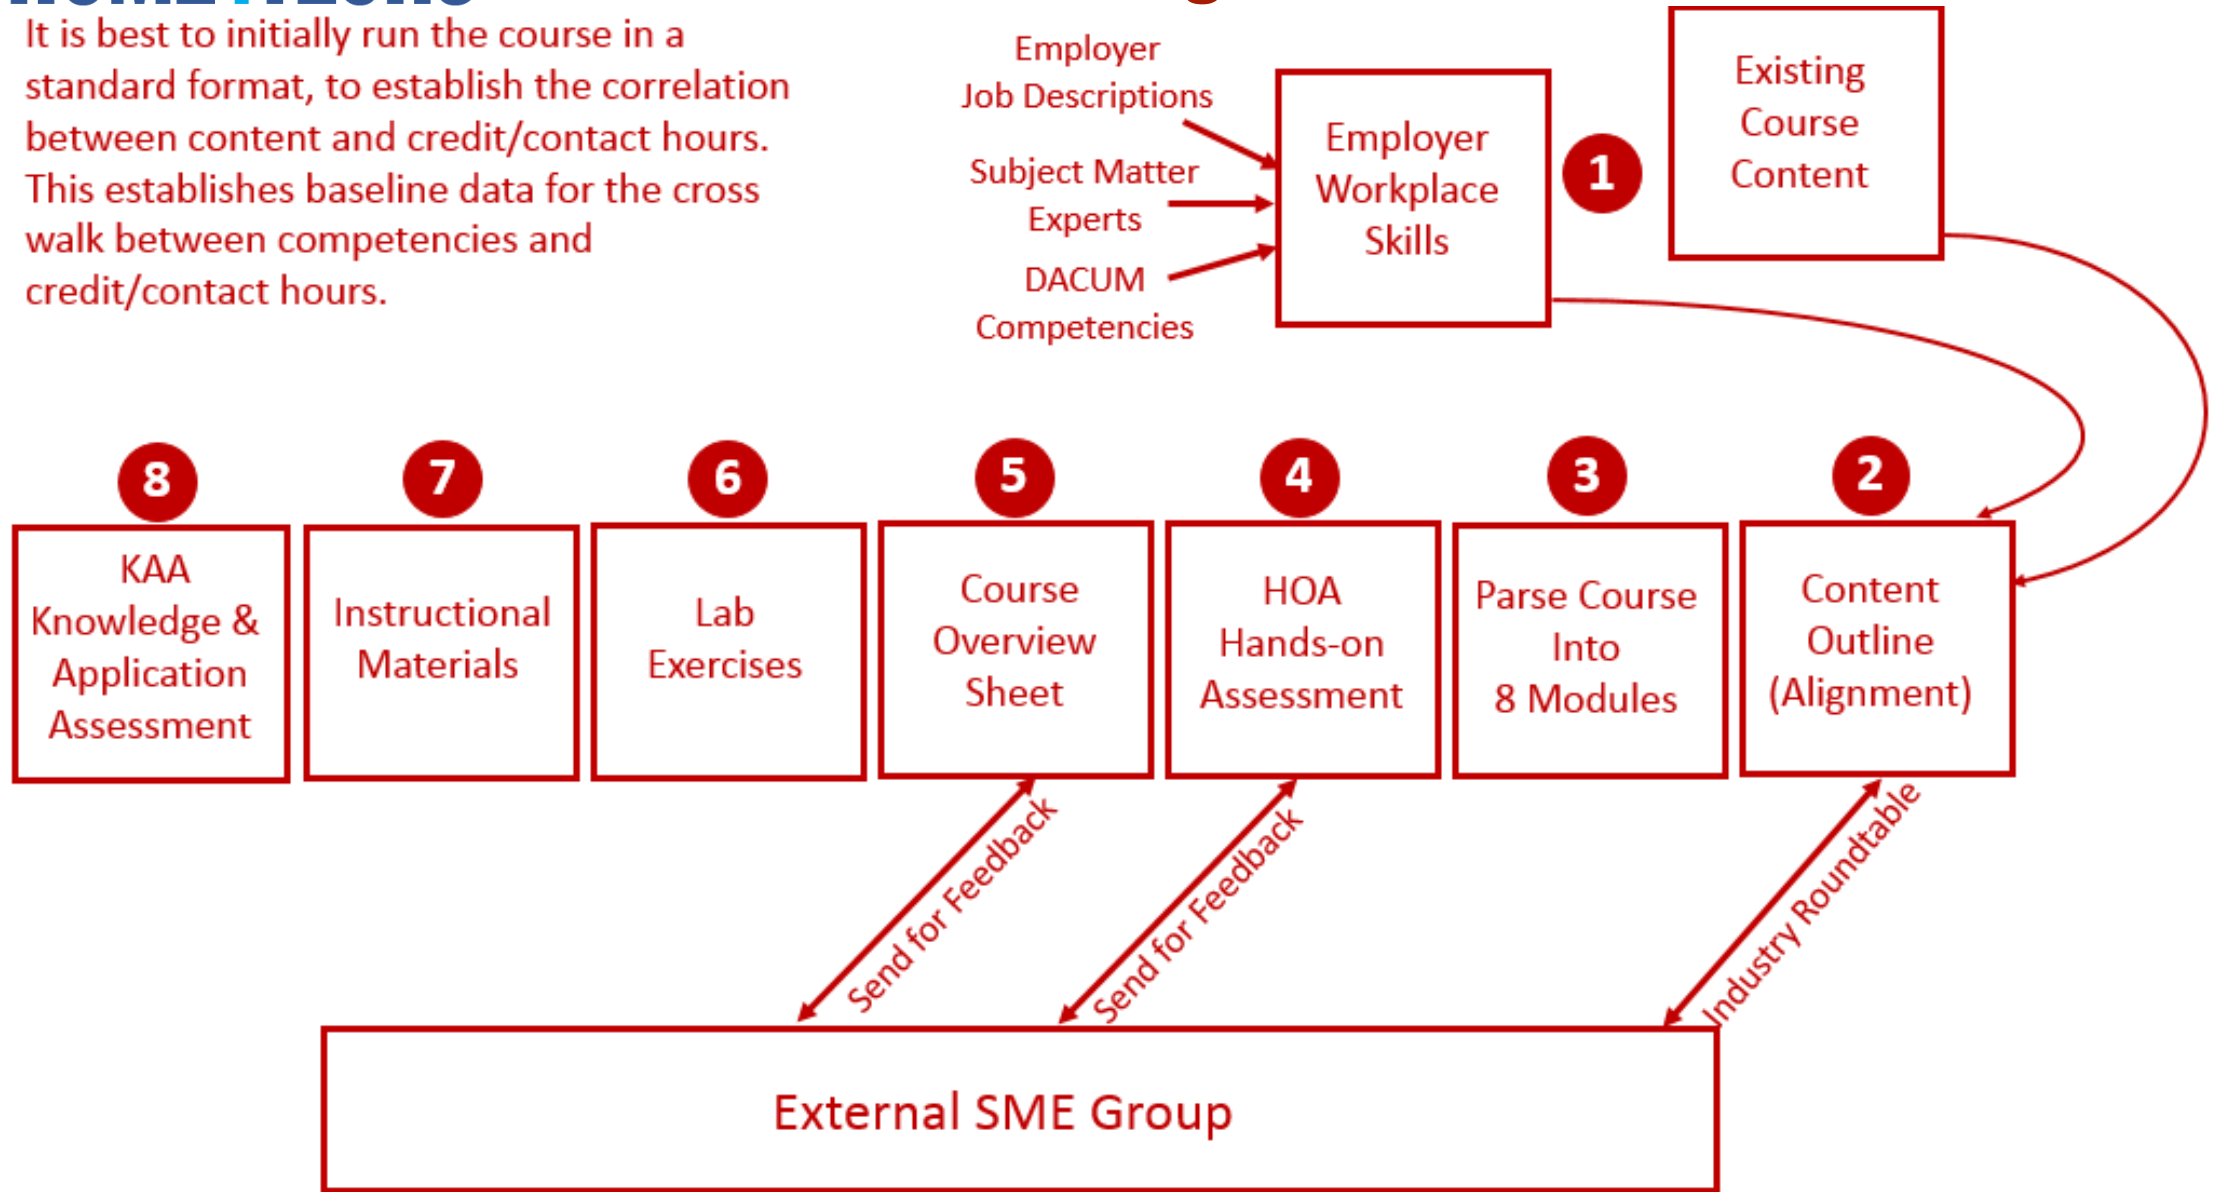 It is best to initially run the course in a
standard format, to establish the correlation
between content and credit/contact hours.
This establishes baseline data for the cross
walk between competencies and
credit/contact hours.
Employer
Job Descriptions
Subject Matter
Experts
DACUM
Competencies
Employer
Workplace
Skills
1
Existing
Course
Content
8
KAA
Knowledge &
Application
Assessment
7
Instructional
Materials
6
Lab
Exercises
5
Course
Overview
Sheet
4
HOA
Hands-on
Assessment
3
Parse Course
Into
8 Modules
2
Content
Outline
(Alignment)
Send for Feedback
Send for Feedback
Industry Roundtable
External SME Group